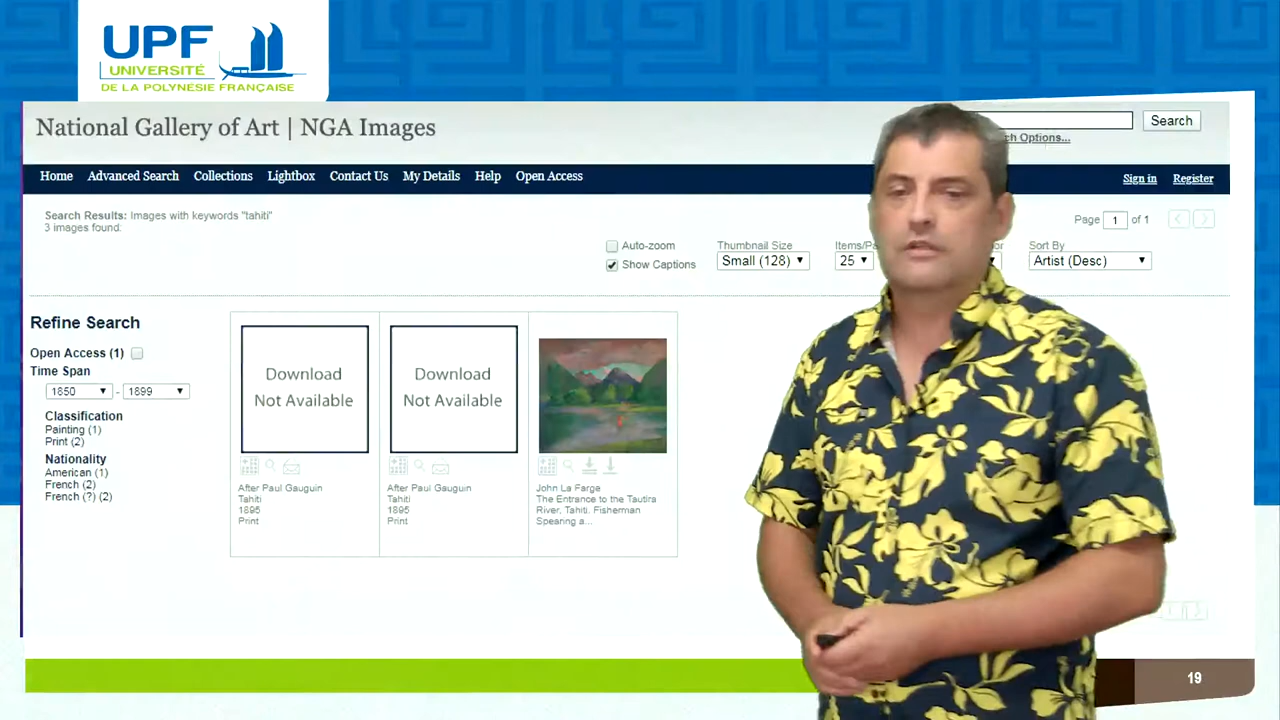 UPF
UNIVERSITÉ
DE LA POLYNÉSIE FRANÇAISE
National Gallery of Art | NGA Images
Search
Options...
Home Advanced Search Collections Lightbox Contact Us My Details Help Open Access
Sign in Register
Search Results: Images with keywords "tahiti"
3 images found:
Page 1 of 1
Auto-zoom
Show Captions
Thumbnail Size
Small (128)
25
Sort By
Artist (Desc)
Refine Search
Open Access (1)
Time Span
1850 - 1899
Classification
Painting (1)
Print (2)
Nationality
American (1)
French (2)
French (?) (2)
Download
Not Available
After Paul Gauguin
Tahiti
1895
Print
Download
Not Available
After Paul Gauguin
Tahiti
1895
Print
John La Farge
The Entrance to the Tautira
River, Tahiti. Fisherman
Spearing a...
19